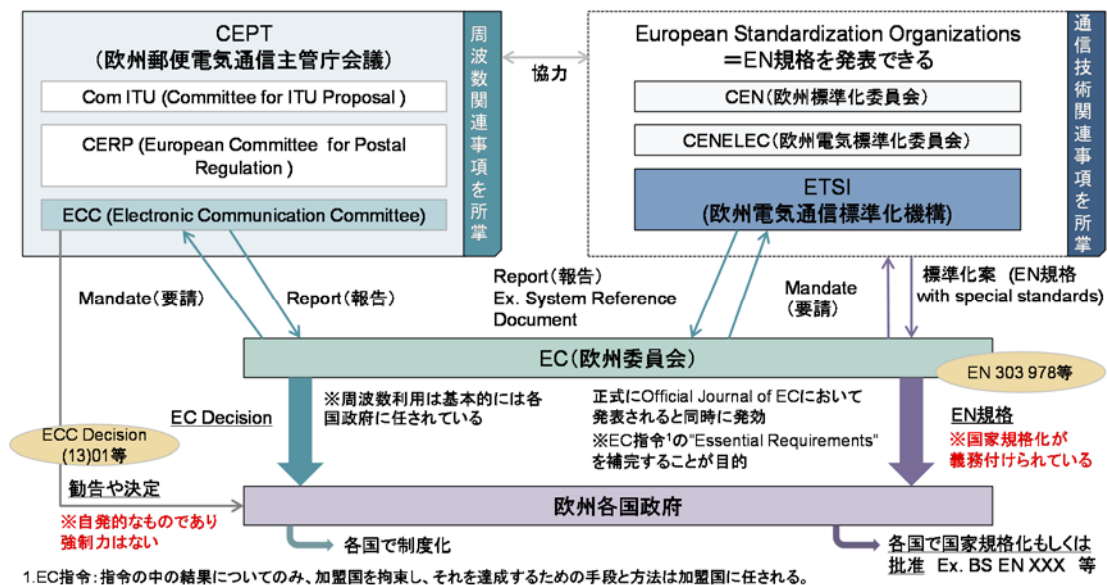 CEPT
(欧州郵便電気通信主管庁会議)
Com ITU (Committee for ITU Proposal )
CERP (European Committee for Postal
Regulation )
ECC (Electronic Communication Committee)
周波数関連事項を所掌
協力
European Standardization Organizations
＝EN規格を発表できる
CEN(欧州標準化委員会)
CENELEC(欧州電気標準化委員会)
ETSI
(欧州電気通信標準化機構)
通信技術関連事項を所掌
Mandate(要請)
Report(報告)
Report(報告)
Ex. System Reference
Document
Mandate
(要請)
標準化案 (EN規格
with special standards)
EC(欧州委員会)
EN 303 978等
EC Decision
※周波数利用は基本的には各
国政府に任されている
正式にOfficial Journal of ECにおいて
発表されると同時に発効
※EC指令1の"Essential Requirements"
を補完することが目的
EN規格
※国家規格化が
義務付けられている
ECC Decision
(13)01等
勧告や決定
※自発的なものであり
強制力はない
欧州各国政府
各国で制度化
各国で国家規格化もしくは
批准 Ex. BS EN XXX 等
1.EC指令：指令の中の結果についてのみ、加盟国を拘束し、それを達成するための手段と方法は加盟国に任される。